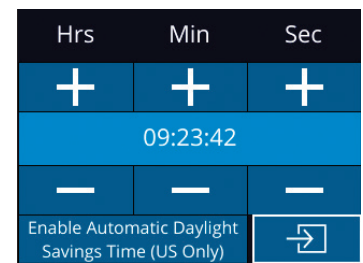 Hrs Min Sec
09:23:42
Enable Automatic Daylight
Savings Time (US Only)